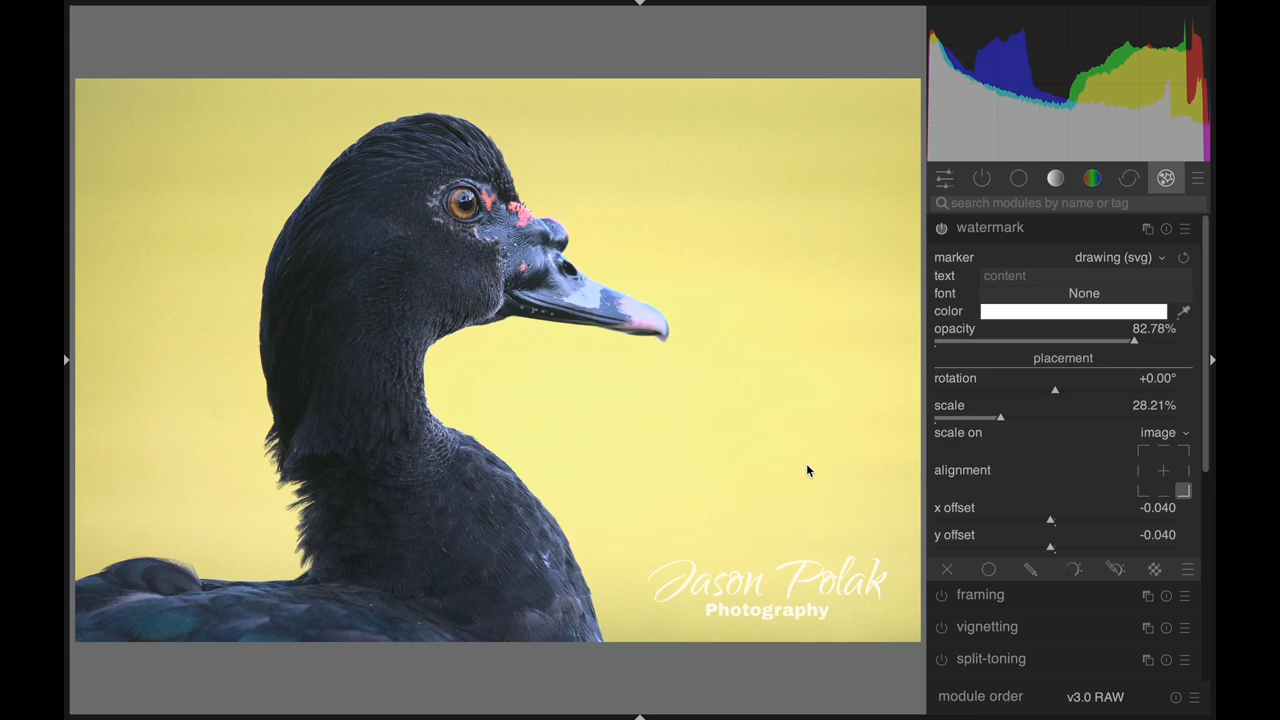 search modules by name or tag
watermark
marker drawing (svg)
text content
font None
color
opacity 82.78%
placement
rotation +0.00°
scale 28.21%
scale on image
alignment
x offset -0.040
y offset -0.040
Jason Polak
Photography
framing
vignetting
split-toning
module order v3.0 RAW